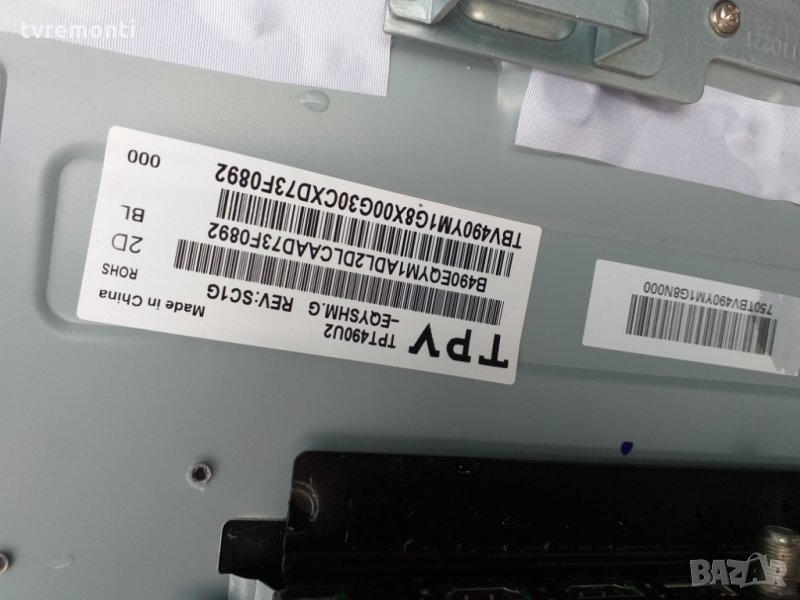 tvremonti
TPV
TPT490U2
-EQYSHM.G REV:SC1G
Made in China
B490EQYM1ADL2DLCAAD73F0892
ROHS
2D
BL
TBV490YM1G8X00G30CXD73F0892
000
750TBV490YM1G8N000
BAZAR